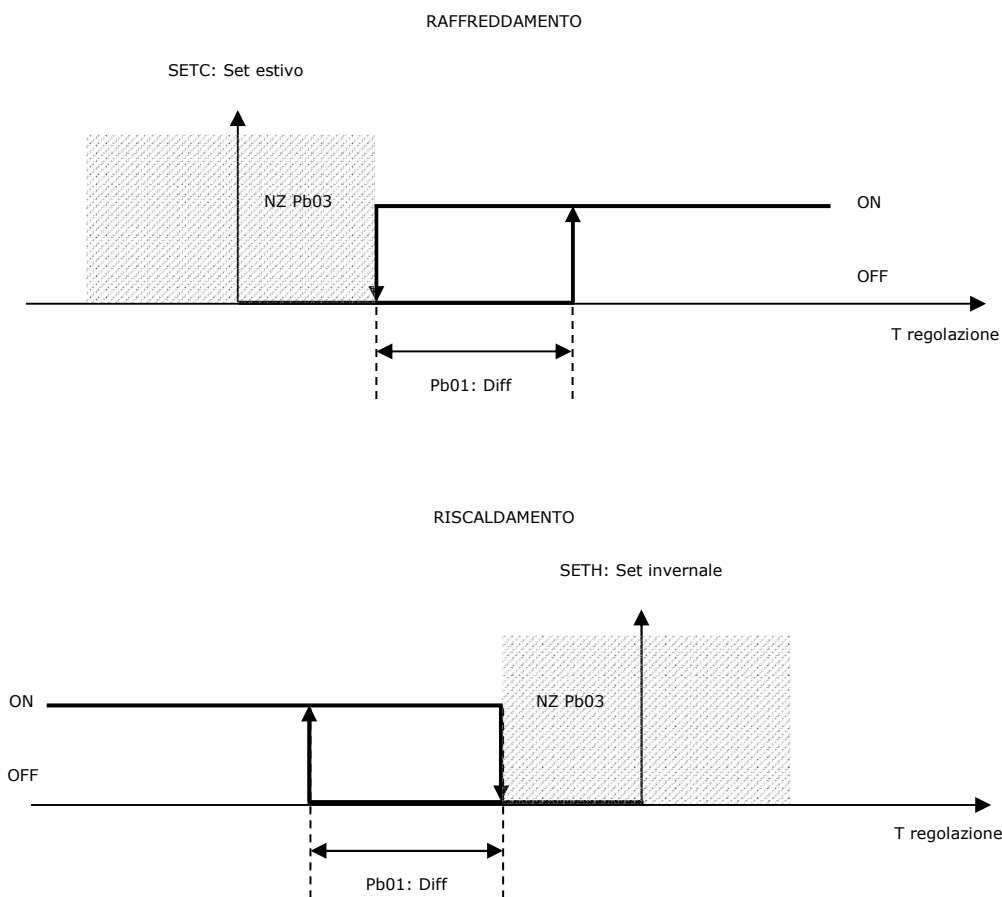 RAFFREDDAMENTO
SETC: Set estivo
NZ Pb03
ON
OFF
T regolazione
Pb01: Diff
RISCALDAMENTO
SETH: Set invernale
ON
NZ Pb03
OFF
T regolazione
Pb01: Diff